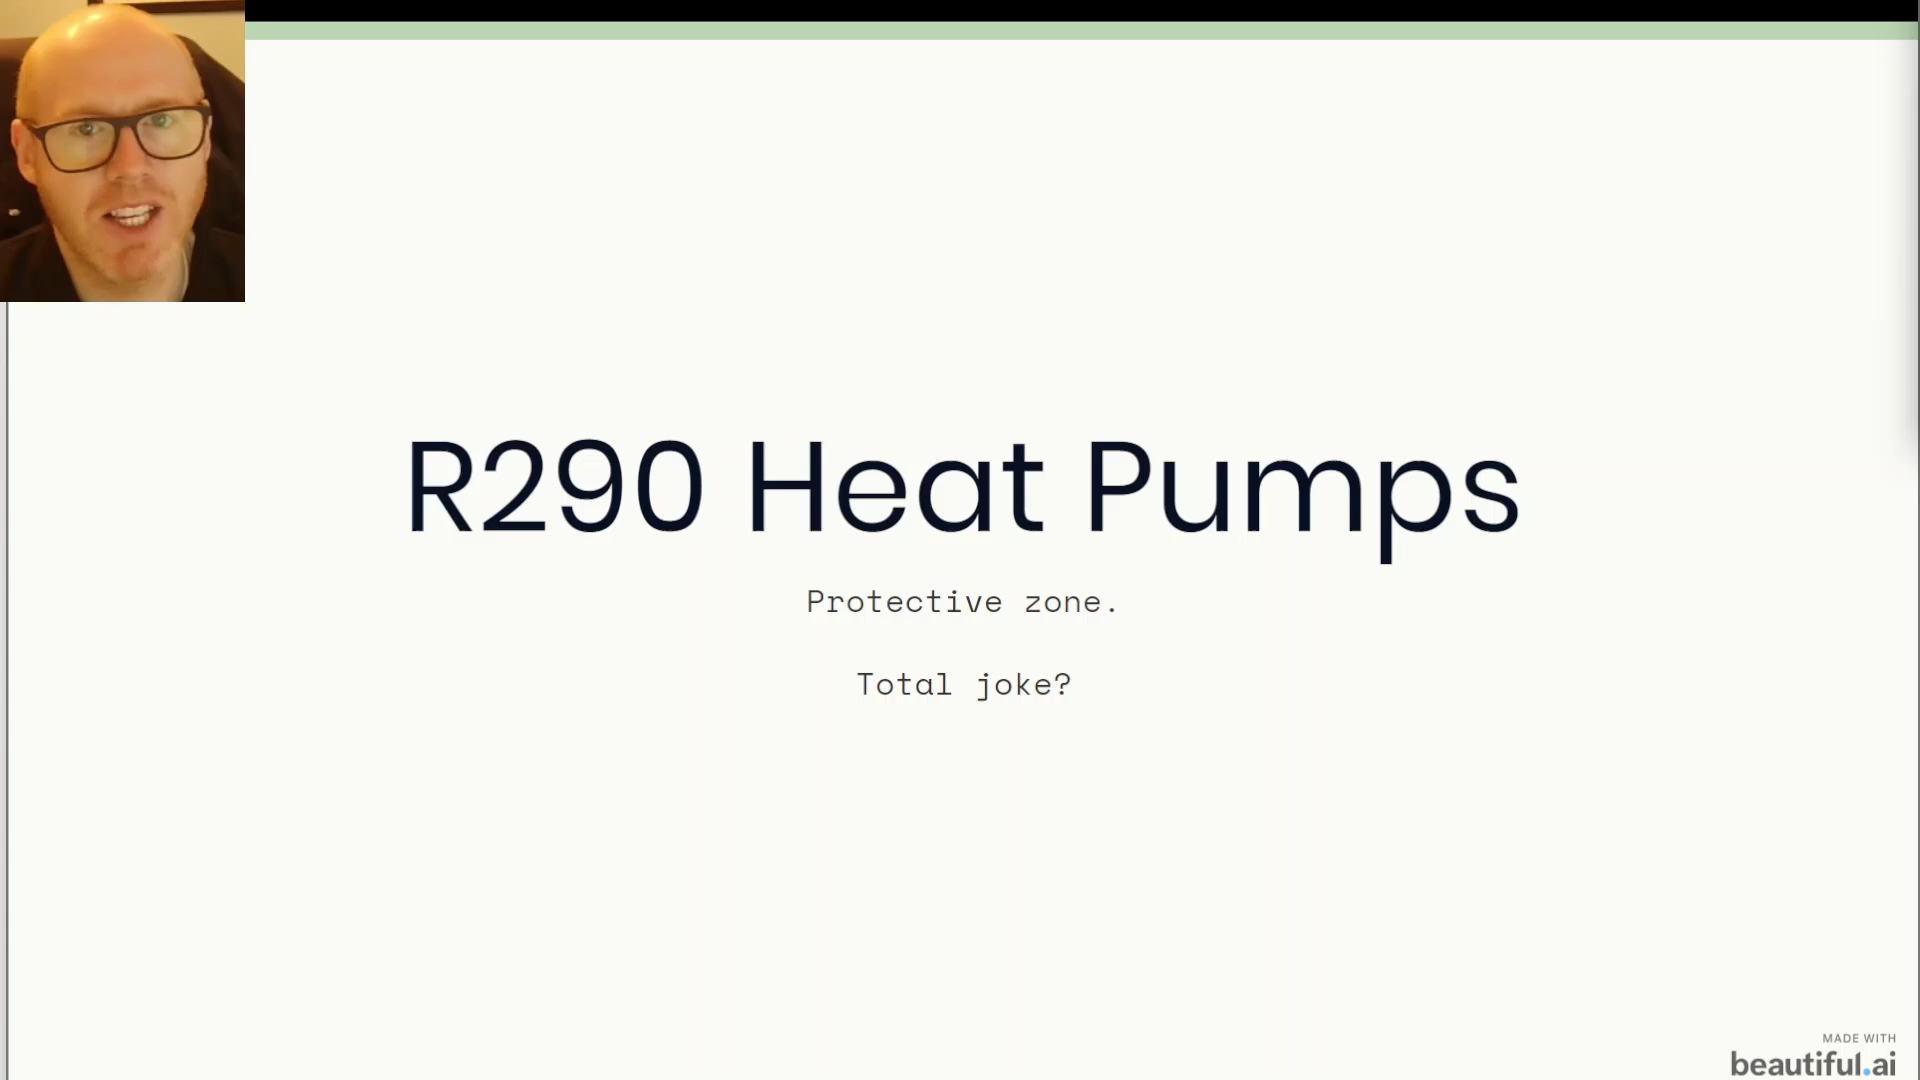 R290 Heat Pumps
Protective zone.
Total joke?
MADE WITH
beautiful.ai